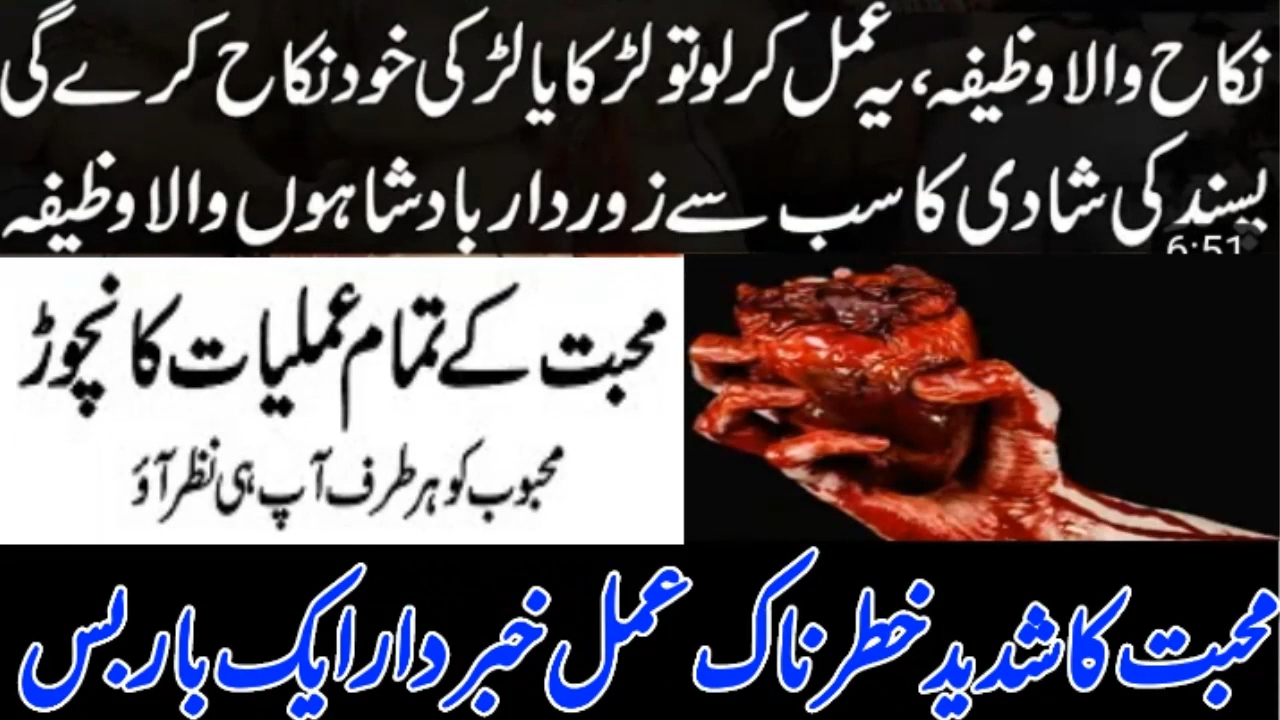 نکاح والا وظیفہ، یہ عمل کر لو تو لڑکا یا لڑکی خود نکاح کرے گی
پسند کی شادی کا سب سے زوردار بادشاہوں والا وظیفہ
6:51
محبت کے تمام عملیات کا نچوڑ
محبوب کو ہر طرف آپ ہی نظر آؤ
محبت کا شدید خطرناک عمل خبردار ایک بار بس